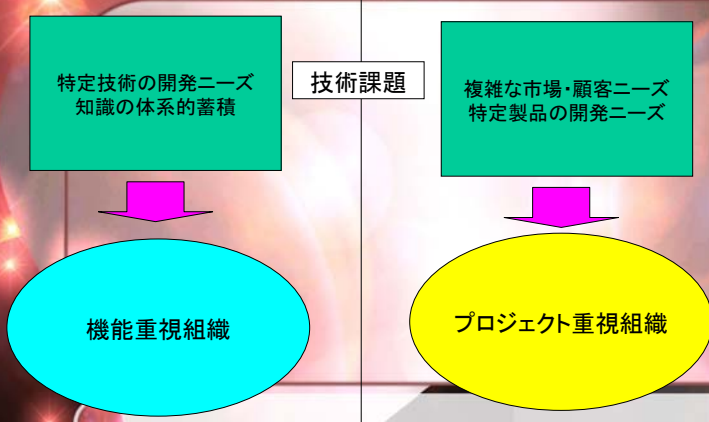 特定技術の開発ニーズ
知識の体系的蓄積
技術課題
複雑な市場・顧客ニーズ
特定製品の開発ニーズ
機能重視組織
プロジェクト重視組織